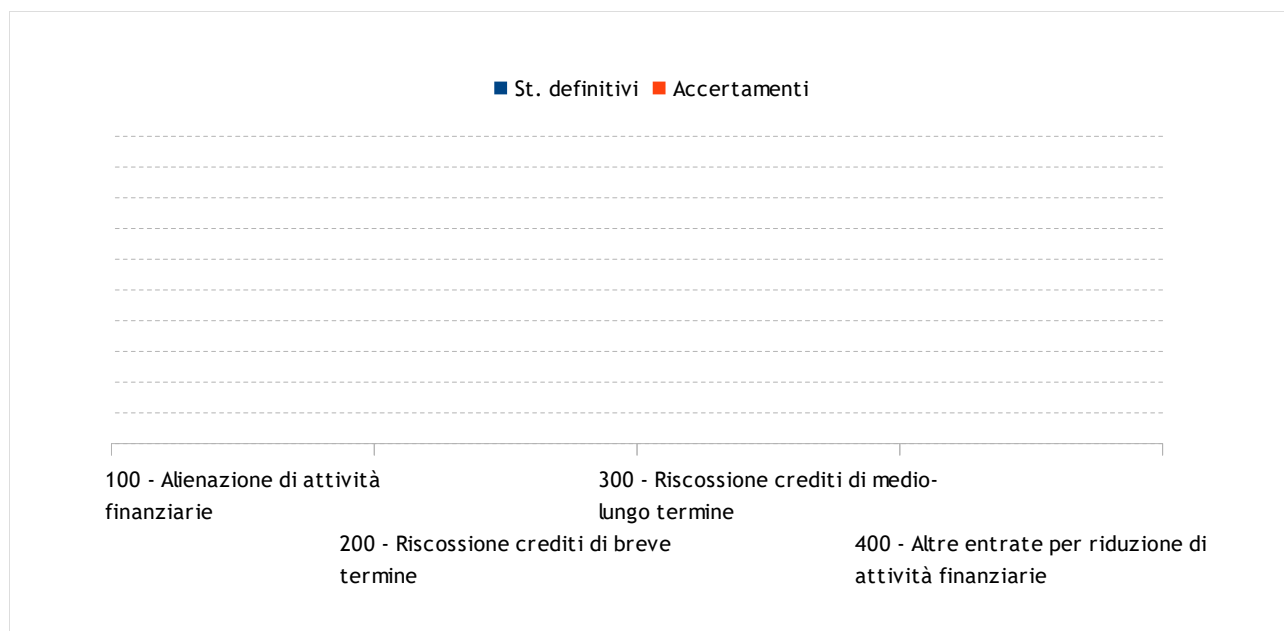 St. definitivi Accertamenti
100 - Alienazione di attività
finanziarie
200 - Riscossione crediti di breve
termine
300 - Riscossione crediti di medio-
lungo termine
400 - Altre entrate per riduzione di
attività finanziarie